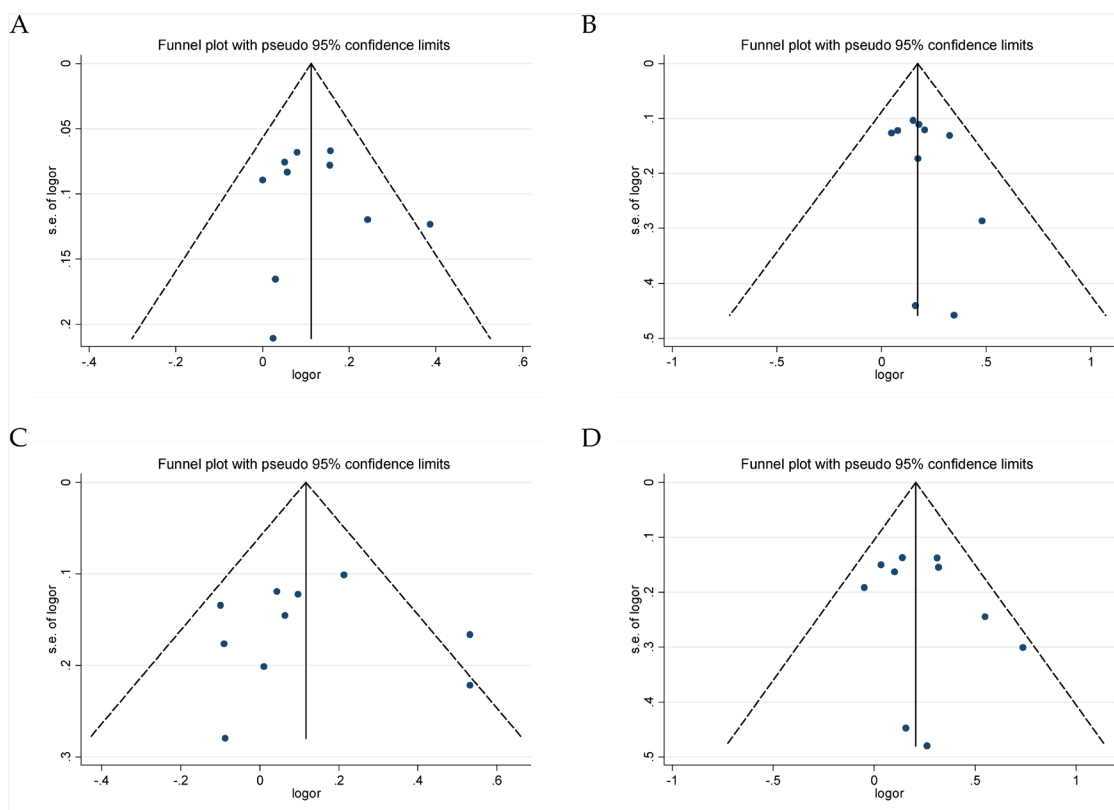 A
Funnel plot with pseudo 95% confidence limits
0
.05
.1
.15
.2
s.e. of logor
-.4
-.2
0
.2
.4
.6
logor
B
Funnel plot with pseudo 95% confidence limits
0
.1
.2
.3
.4
.5
s.e. of logor
-1
-.5
0
.5
1
logor
C
Funnel plot with pseudo 95% confidence limits
0
.1
.2
.3
s.e. of logor
-.4
-.2
0
.2
.4
.6
logor
D
Funnel plot with pseudo 95% confidence limits
0
.1
.2
.3
.4
.5
s.e. of logor
-1
-.5
0
.5
1
logor